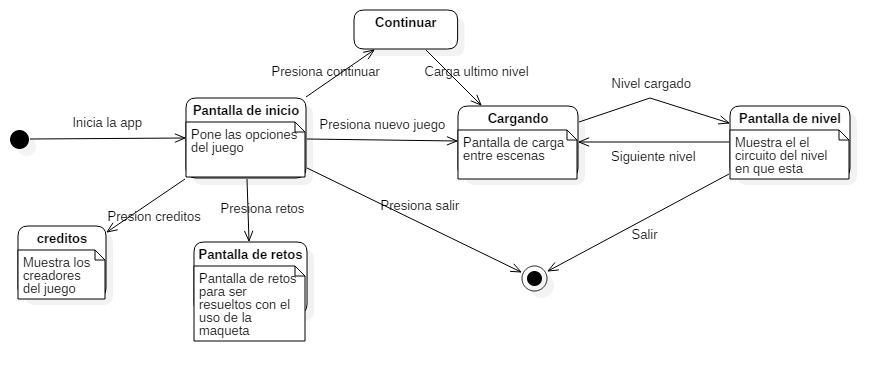 Continuar
Presiona continuar
Carga ultimo nivel
Nivel cargado
Inicia la app
Pantalla de inicio
Pone las opciones
del juego
Presiona nuevo juego
Cargando
Pantalla de carga
entre escenas
Pantalla de nivel
Muestra el el
circuito del nivel
en que esta
Siguiente nivel
Presion creditos
Presiona retos
Presiona salir
Salir
creditos
Muestra los
creadores
del juego
Pantalla de retos
Pantalla de retos
para ser
resueltos con el
uso de la
maqueta